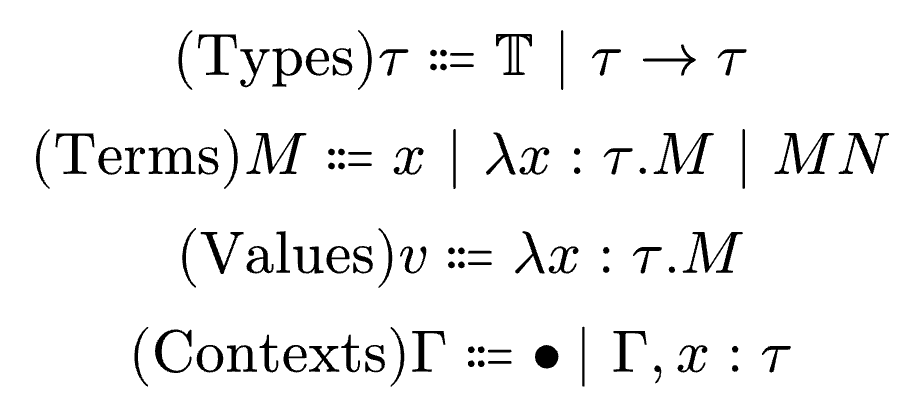 (Types)τ ::= 𝕋 | τ → τ
(Terms)M ::= x | λx : τ.M | MN
(Values)v ::= λx : τ.M
(Contexts)Γ ::= • | Γ, x : τ